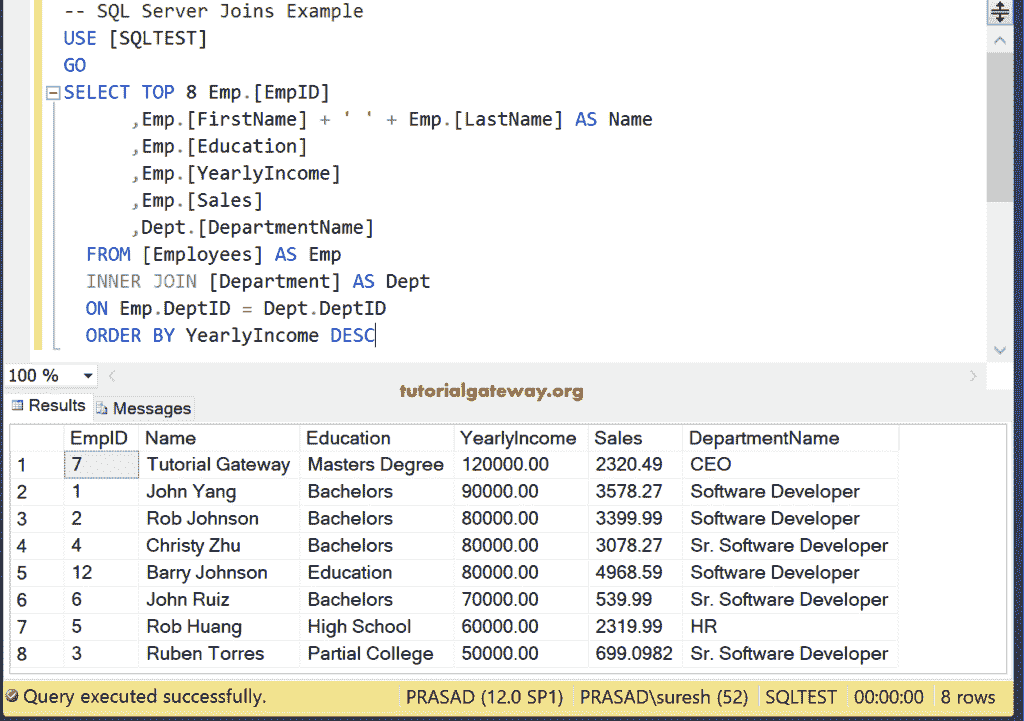 -- SQL Server Joins Example
USE [SQLTEST]
GO
SELECT TOP 8 Emp.[EmpID]
,Emp.[FirstName] + ' ' + Emp.[LastName] AS Name
,Emp.[Education]
,Emp.[YearlyIncome]
,Emp.[Sales]
,Dept.[DepartmentName]
FROM [Employees] AS Emp
INNER JOIN [Department] AS Dept
ON Emp.DeptID = Dept.DeptID
ORDER BY YearlyIncome DESC
100 %
tutorialgateway.org
Results Messages
EmpID Name Education YearlyIncome Sales DepartmentName
1 7 Tutorial Gateway Masters Degree 120000.00 2320.49 CEO
2 1 John Yang Bachelors 90000.00 3578.27 Software Developer
3 2 Rob Johnson Bachelors 80000.00 3399.99 Software Developer
4 4 Christy Zhu Bachelors 80000.00 3078.27 Sr. Software Developer
5 12 Barry Johnson Education 80000.00 4968.59 Software Developer
6 6 John Ruiz Bachelors 70000.00 539.99 Sr. Software Developer
7 5 Rob Huang High School 60000.00 2319.99 HR
8 3 Ruben Torres Partial College 50000.00 699.0982 Sr. Software Developer
Query executed successfully. PRASAD (12.0 SP1) PRASAD\suresh (52) SQLTEST 00:00:00 8 rows